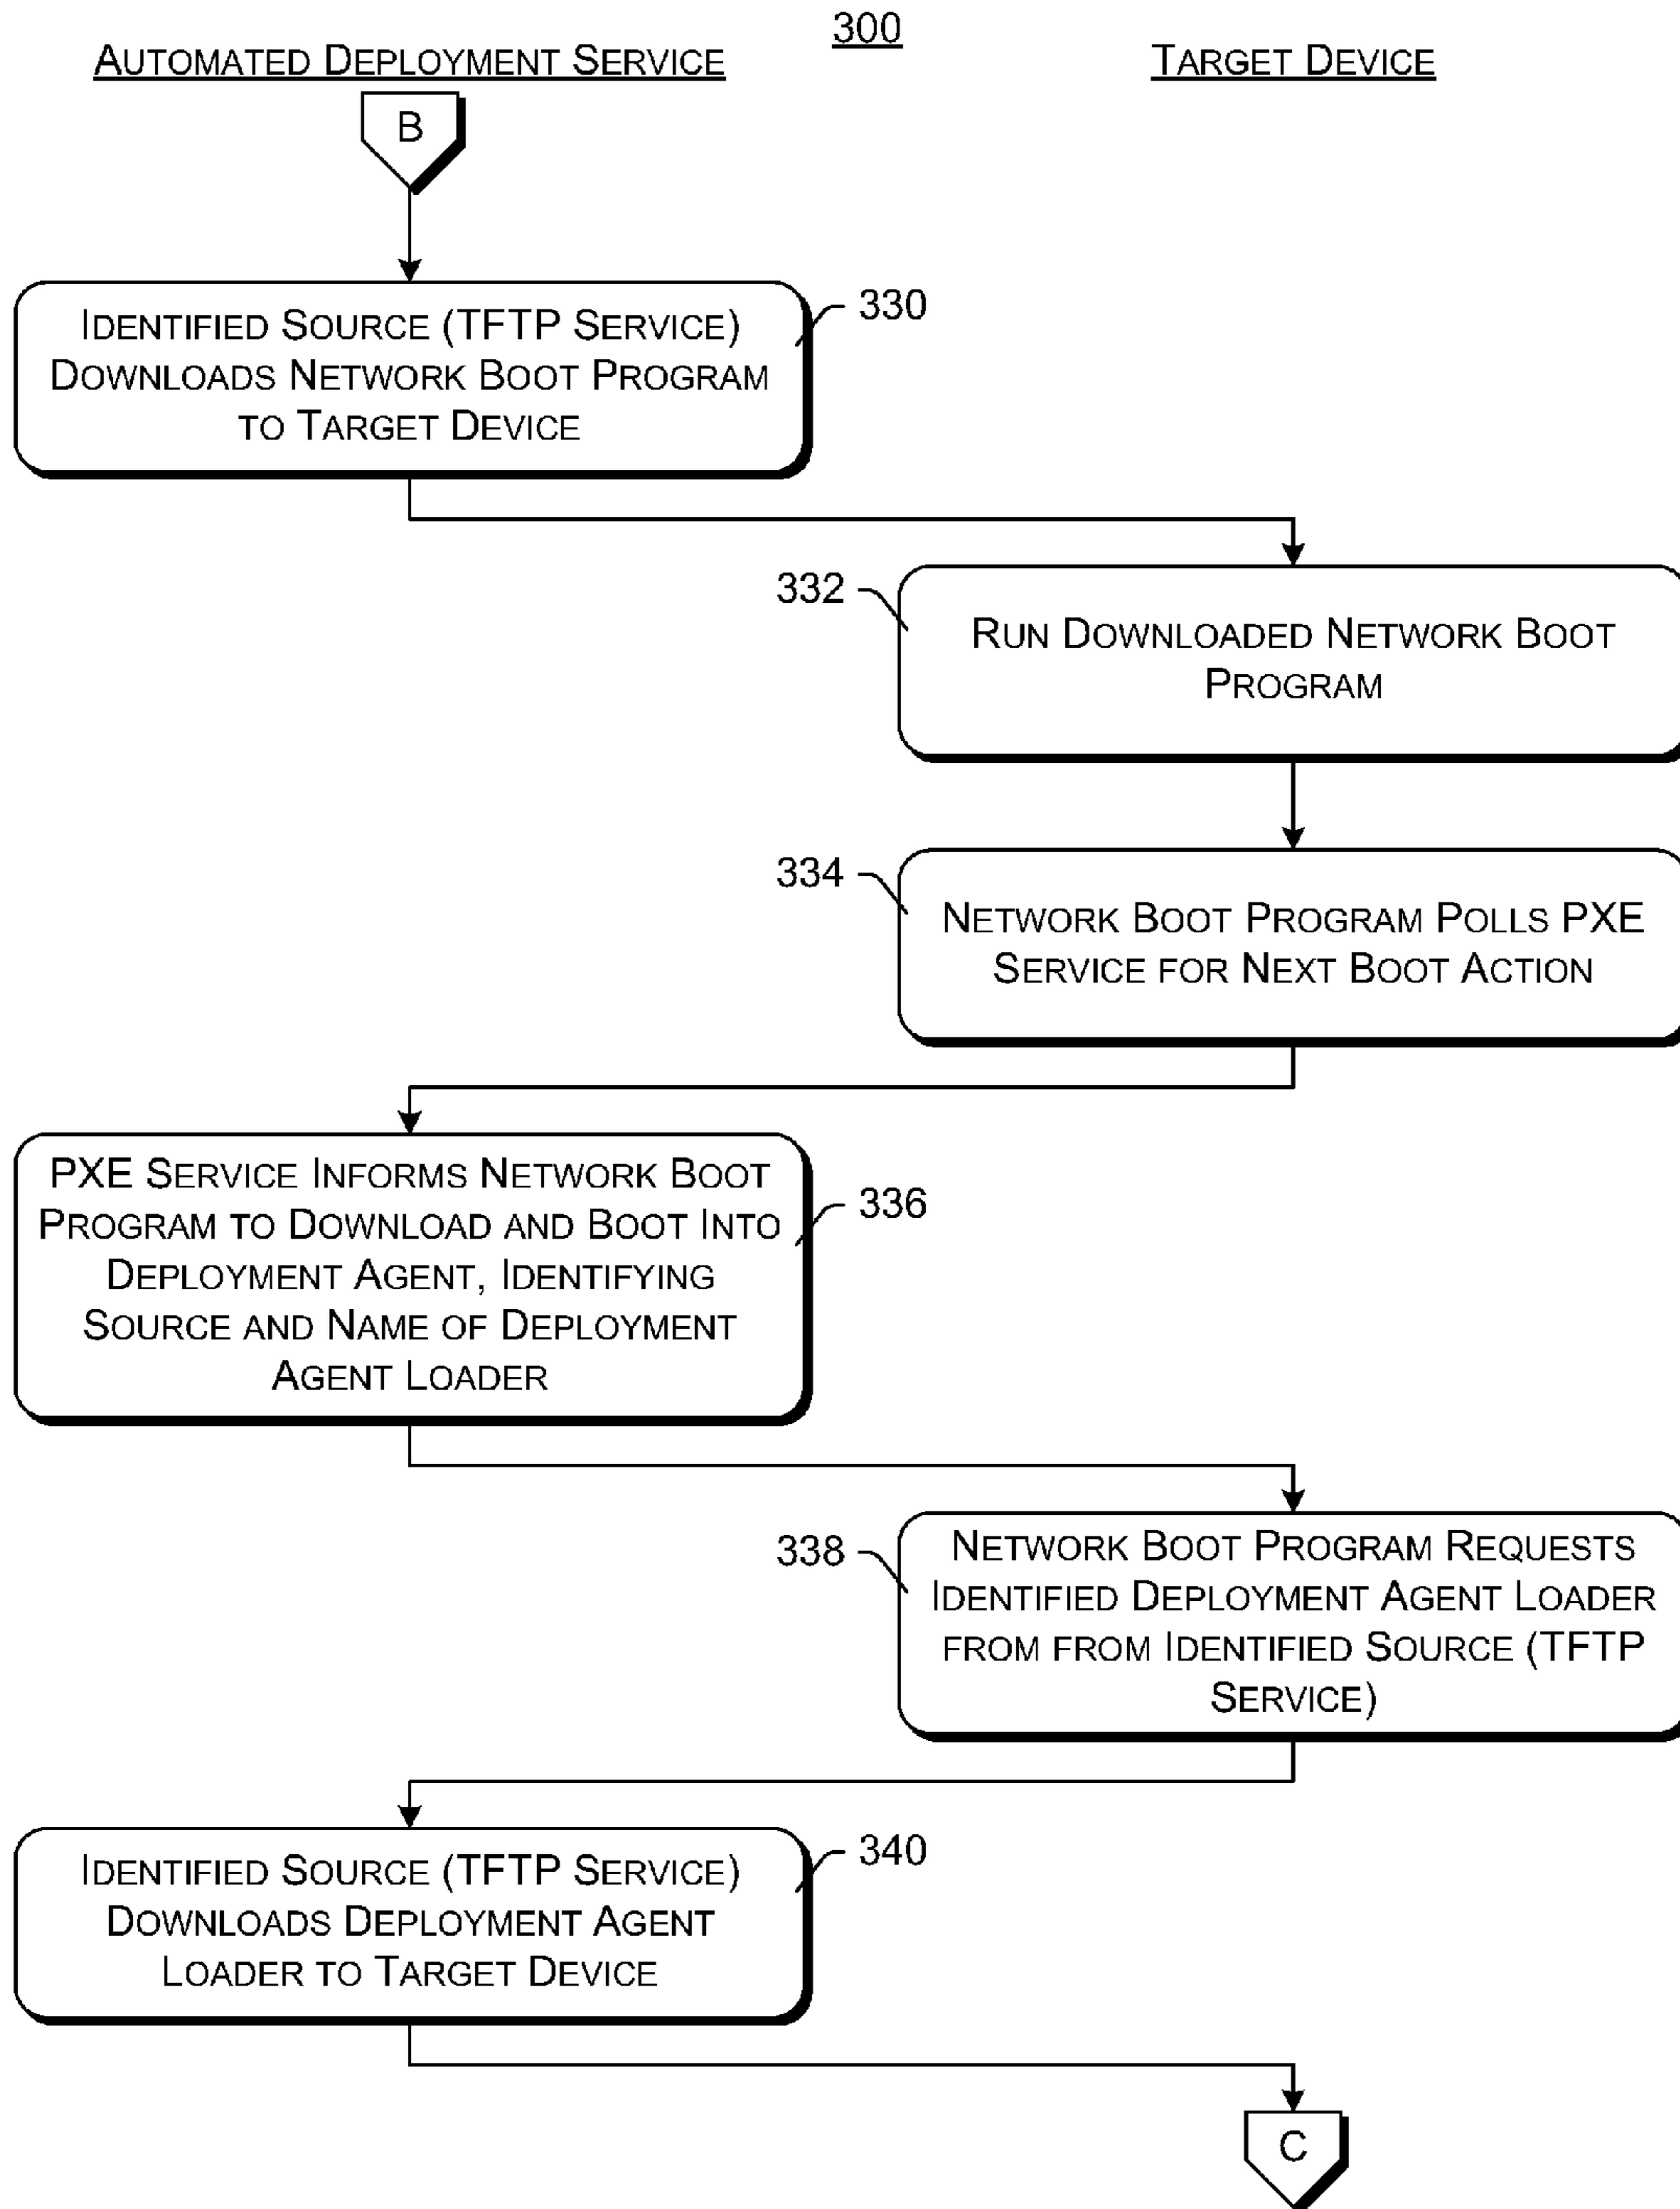 300
AUTOMATED DEPLOYMENT SERVICE
TARGET DEVICE
B
IDENTIFIED SOURCE (TFTP SERVICE)
DOWNLOADS NETWORK BOOT PROGRAM
TO TARGET DEVICE
330
332
RUN DOWNLOADED NETWORK BOOT
PROGRAM
334
NETWORK BOOT PROGRAM POLLS PXE
SERVICE FOR NEXT BOOT ACTION
PXE SERVICE INFORMS NETWORK BOOT
PROGRAM TO DOWNLOAD AND BOOT INTO
DEPLOYMENT AGENT, IDENTIFYING
SOURCE AND NAME OF DEPLOYMENT
AGENT LOADER
336
338
NETWORK BOOT PROGRAM REQUESTS
IDENTIFIED DEPLOYMENT AGENT LOADER
FROM FROM IDENTIFIED SOURCE (TFTP
SERVICE)
IDENTIFIED SOURCE (TFTP SERVICE)
DOWNLOADS DEPLOYMENT AGENT
LOADER TO TARGET DEVICE
340
C